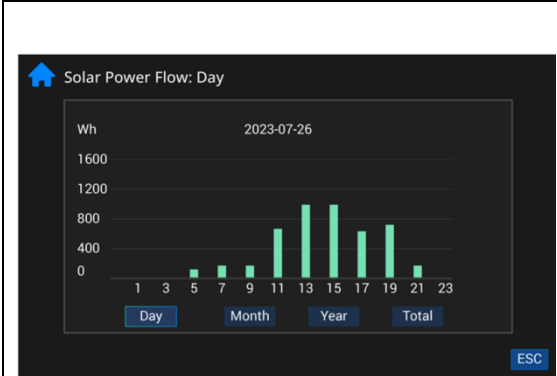 Solar Power Flow: Day
Wh 2023-07-26
1600
1200
800
400
0
1 3 5 7 9 11 13 15 17 19 21 23
Day Month Year Total
ESC